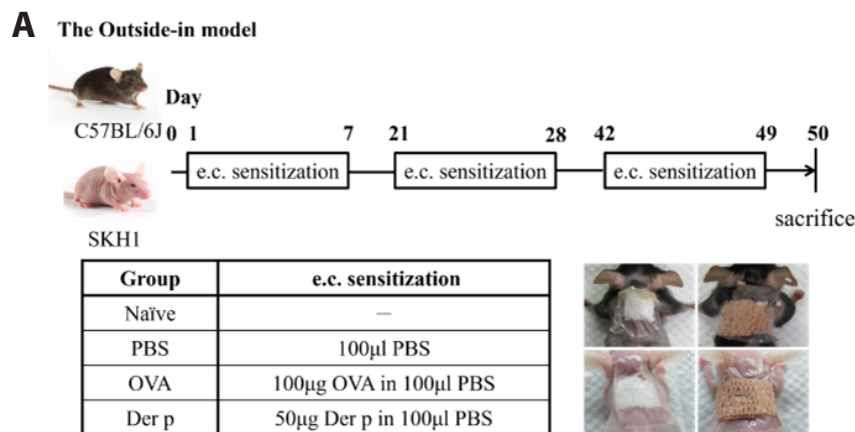 A The Outside-in model
Day
C57BL/6J 0 1 7 21 28 42 49 50
e.c. sensitization e.c. sensitization e.c. sensitization
sacrifice
SKH1
Group e.c. sensitization
Naïve —
PBS 100μl PBS
OVA 100μg OVA in 100μl PBS
Der p 50μg Der p in 100μl PBS